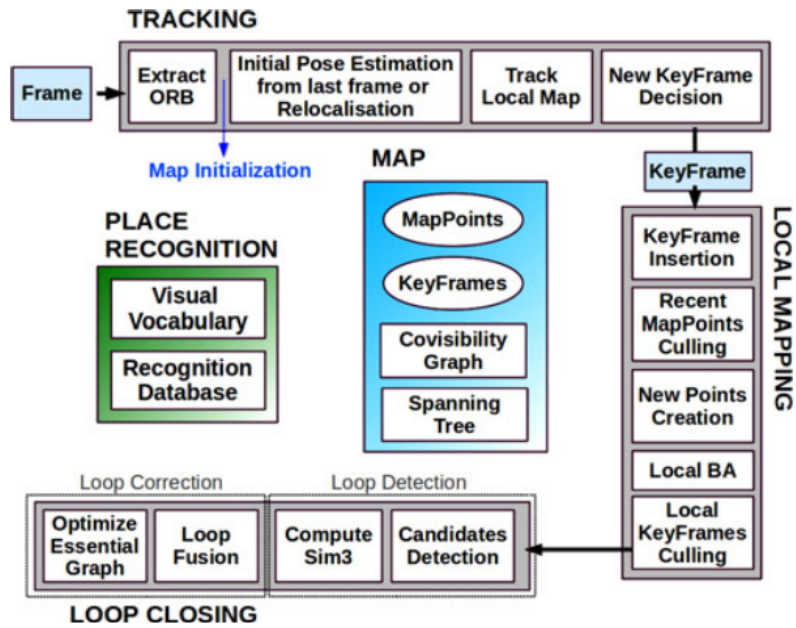 TRACKING
Frame
Extract
ORB
Initial Pose Estimation
from last frame or
Relocalisation
Track
Local Map
New KeyFrame
Decision
Map Initialization
KeyFrame
MAP
MapPoints
KeyFrames
Covisibility
Graph
Spanning
Tree
PLACE
RECOGNITION
Visual
Vocabulary
Recognition
Database
LOCAL MAPPING
KeyFrame
Insertion
Recent
MapPoints
Culling
New Points
Creation
Local BA
Local
KeyFrames
Culling
Loop Correction
Loop Detection
Optimize
Essential
Graph
Loop
Fusion
Compute
Sim3
Candidates
Detection
LOOP CLOSING